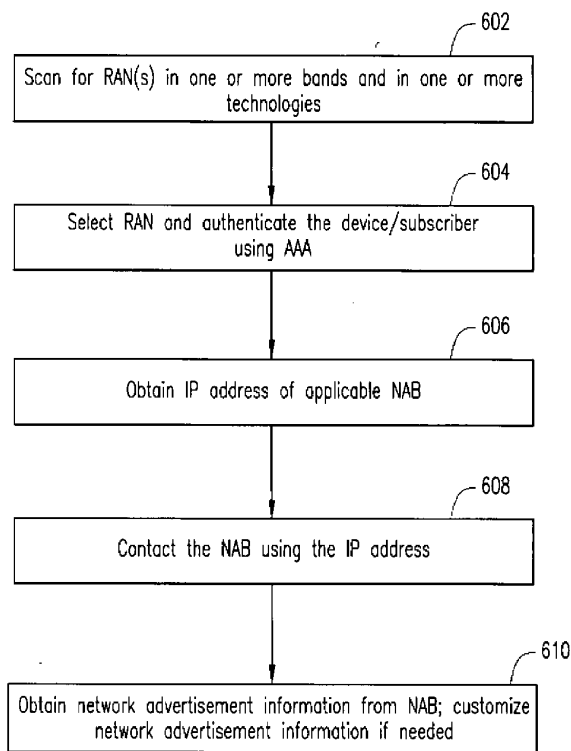 602
Scan for RAN(s) in one or more bands and in one or more
technologies
604
Select RAN and authenticate the device/subscriber
using AAA
606
Obtain IP address of applicable NAB
608
Contact the NAB using the IP address
610
Obtain network advertisement information from NAB; customize
network advertisement information if needed